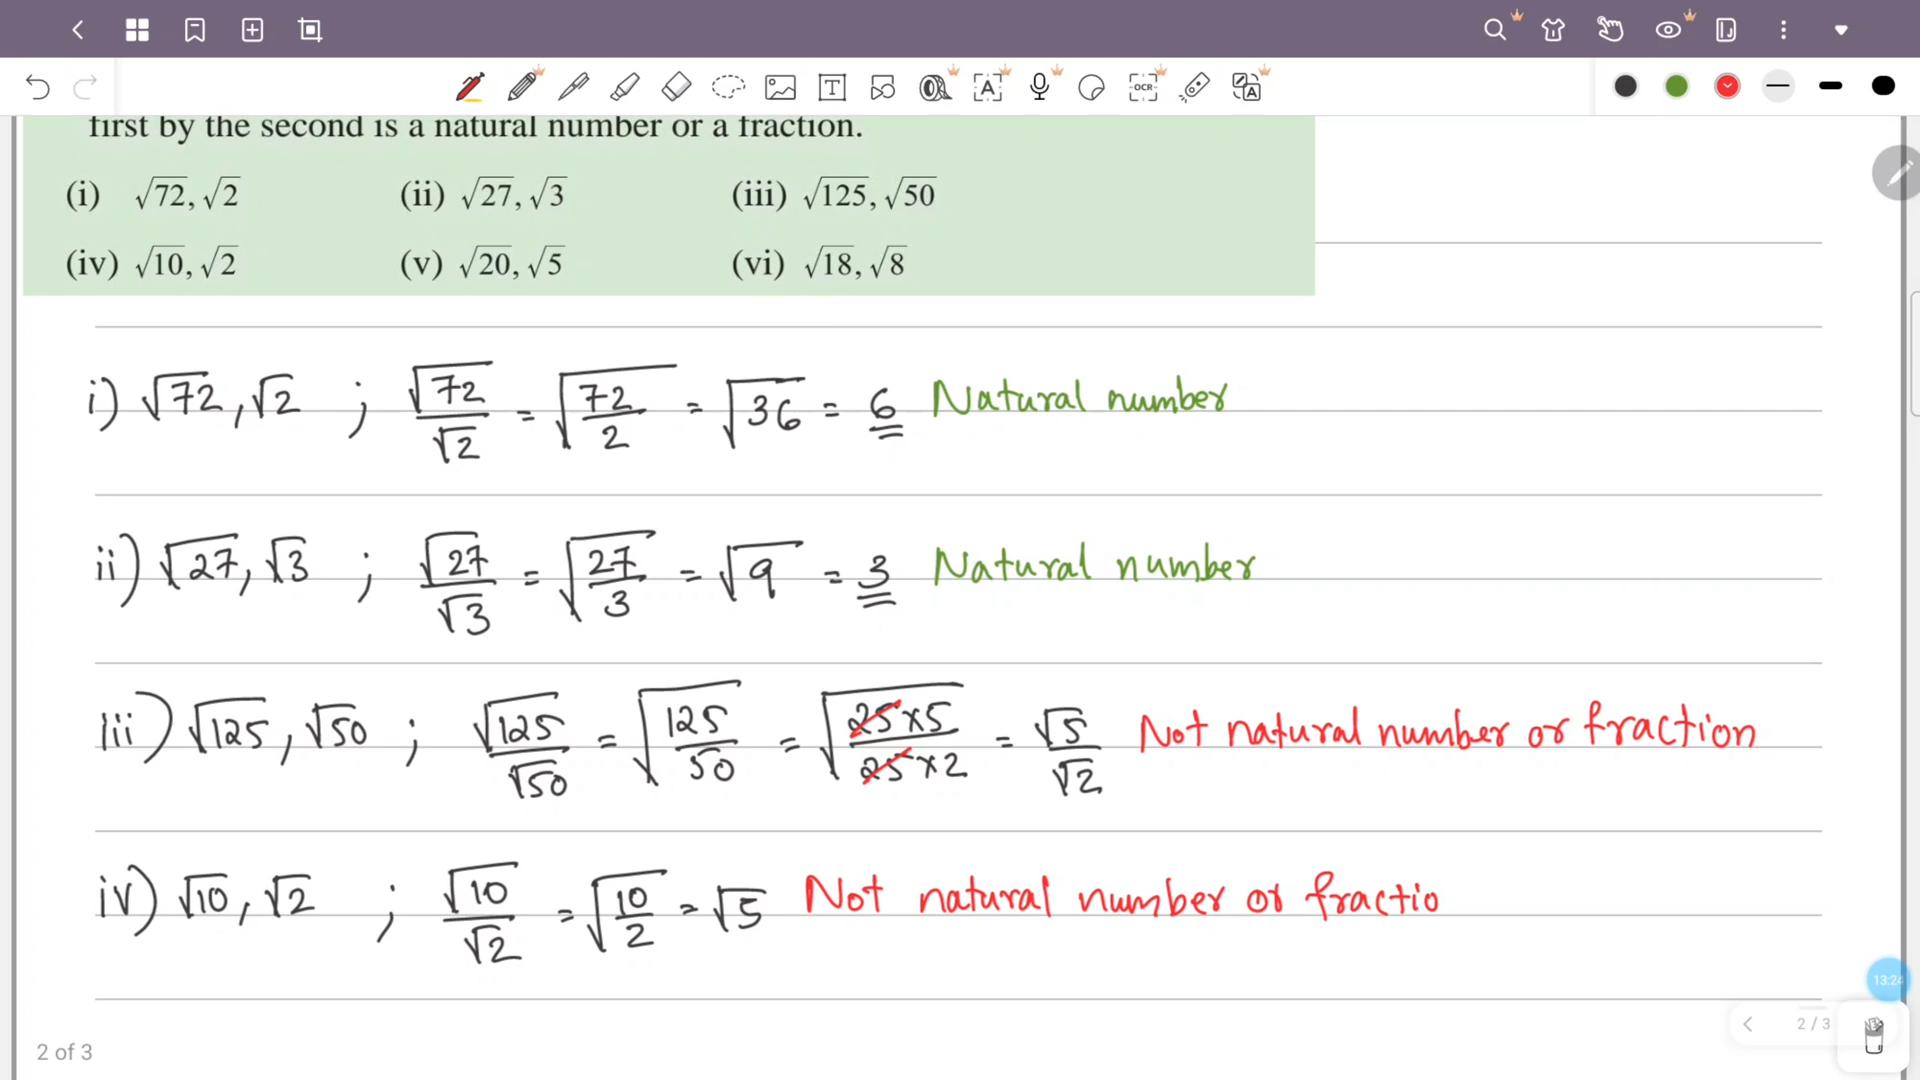 OCR
first by the second is a natural number or a fraction.
(i) √72, √2 (ii) √27, √3 (iii) √125, √50
(iv) √10, √2 (v) √20, √5 (vi) √18, √8
i) √72, √2 ; √72/√2 = √(72/2) = √36 = 6 Natural number
ii) √27, √3 ; √27/√3 = √(27/3) = √9 = 3 Natural number
iii) √125, √50 ; √125/√50 = √(125/50) = √((25×5)/(25×2)) = √5/√2 Not natural number or fraction
iv) √10, √2 ; √10/√2 = √(10/2) = √5 Not natural number or fractio
13:24
2 / 3
2 of 3